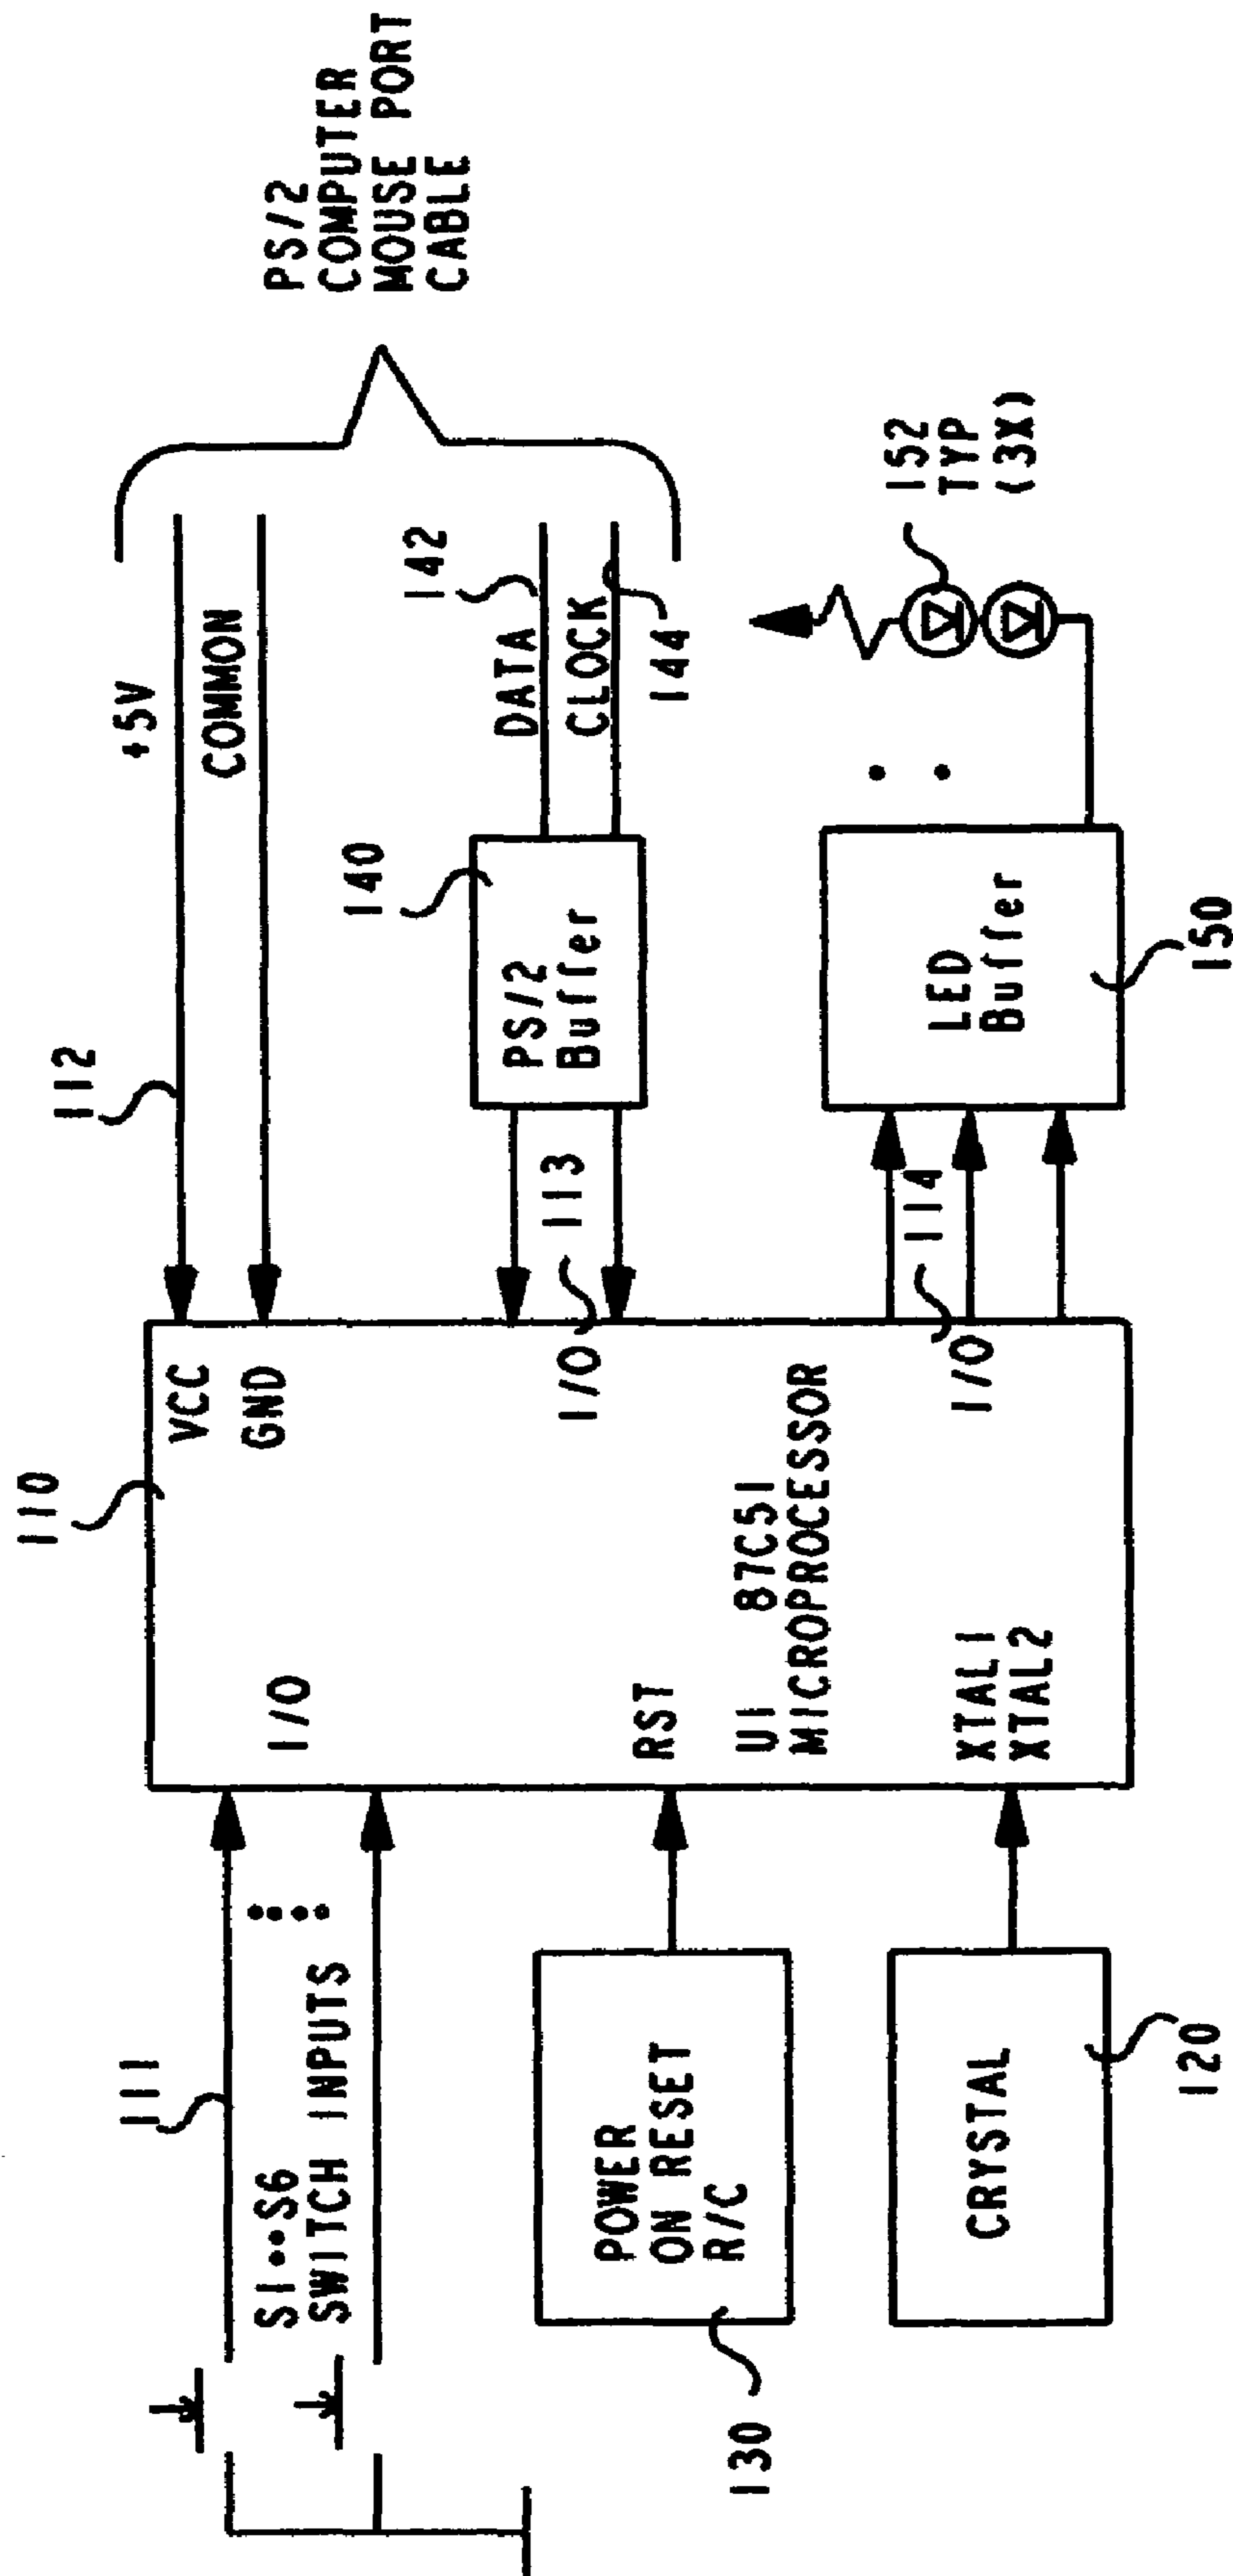 110
112
111
+5V
COMMON
PS/2
COMPUTER
MOUSE PORT
CABLE
VCC
GND
I/O
S1••S6
SWITCH INPUTS
140
142
DATA
CLOCK
144
PS/2
Buffer
113
I/O
RST
POWER
ON RESET
R/C
130
U1 87C51
MICROPROCESSOR
114
I/O
LED
Buffer
150
152
TYP
(3X)
XTAL1
XTAL2
CRYSTAL
120